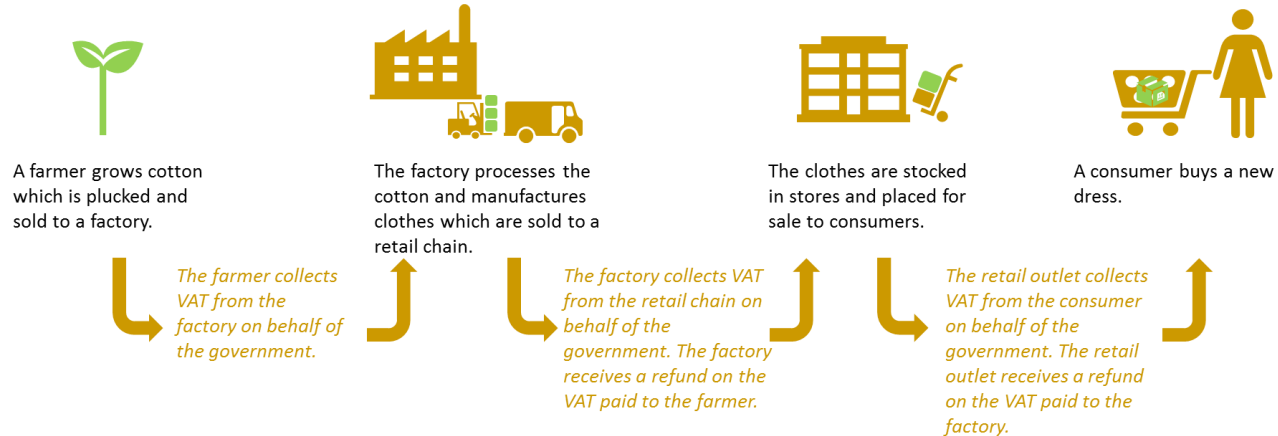 A farmer grows cotton
which is plucked and
sold to a factory.
The factory processes the
cotton and manufactures
clothes which are sold to a
retail chain.
The clothes are stocked
in stores and placed for
sale to consumers.
A consumer buys a new
dress.
The farmer collects
VAT from the
factory on behalf of
the government.
The factory collects VAT
from the retail chain on
behalf of the
government. The factory
receives a refund on the
VAT paid to the farmer.
The retail outlet collects
VAT from the consumer
on behalf of the
government. The retail
outlet receives a refund
on the VAT paid to the
factory.